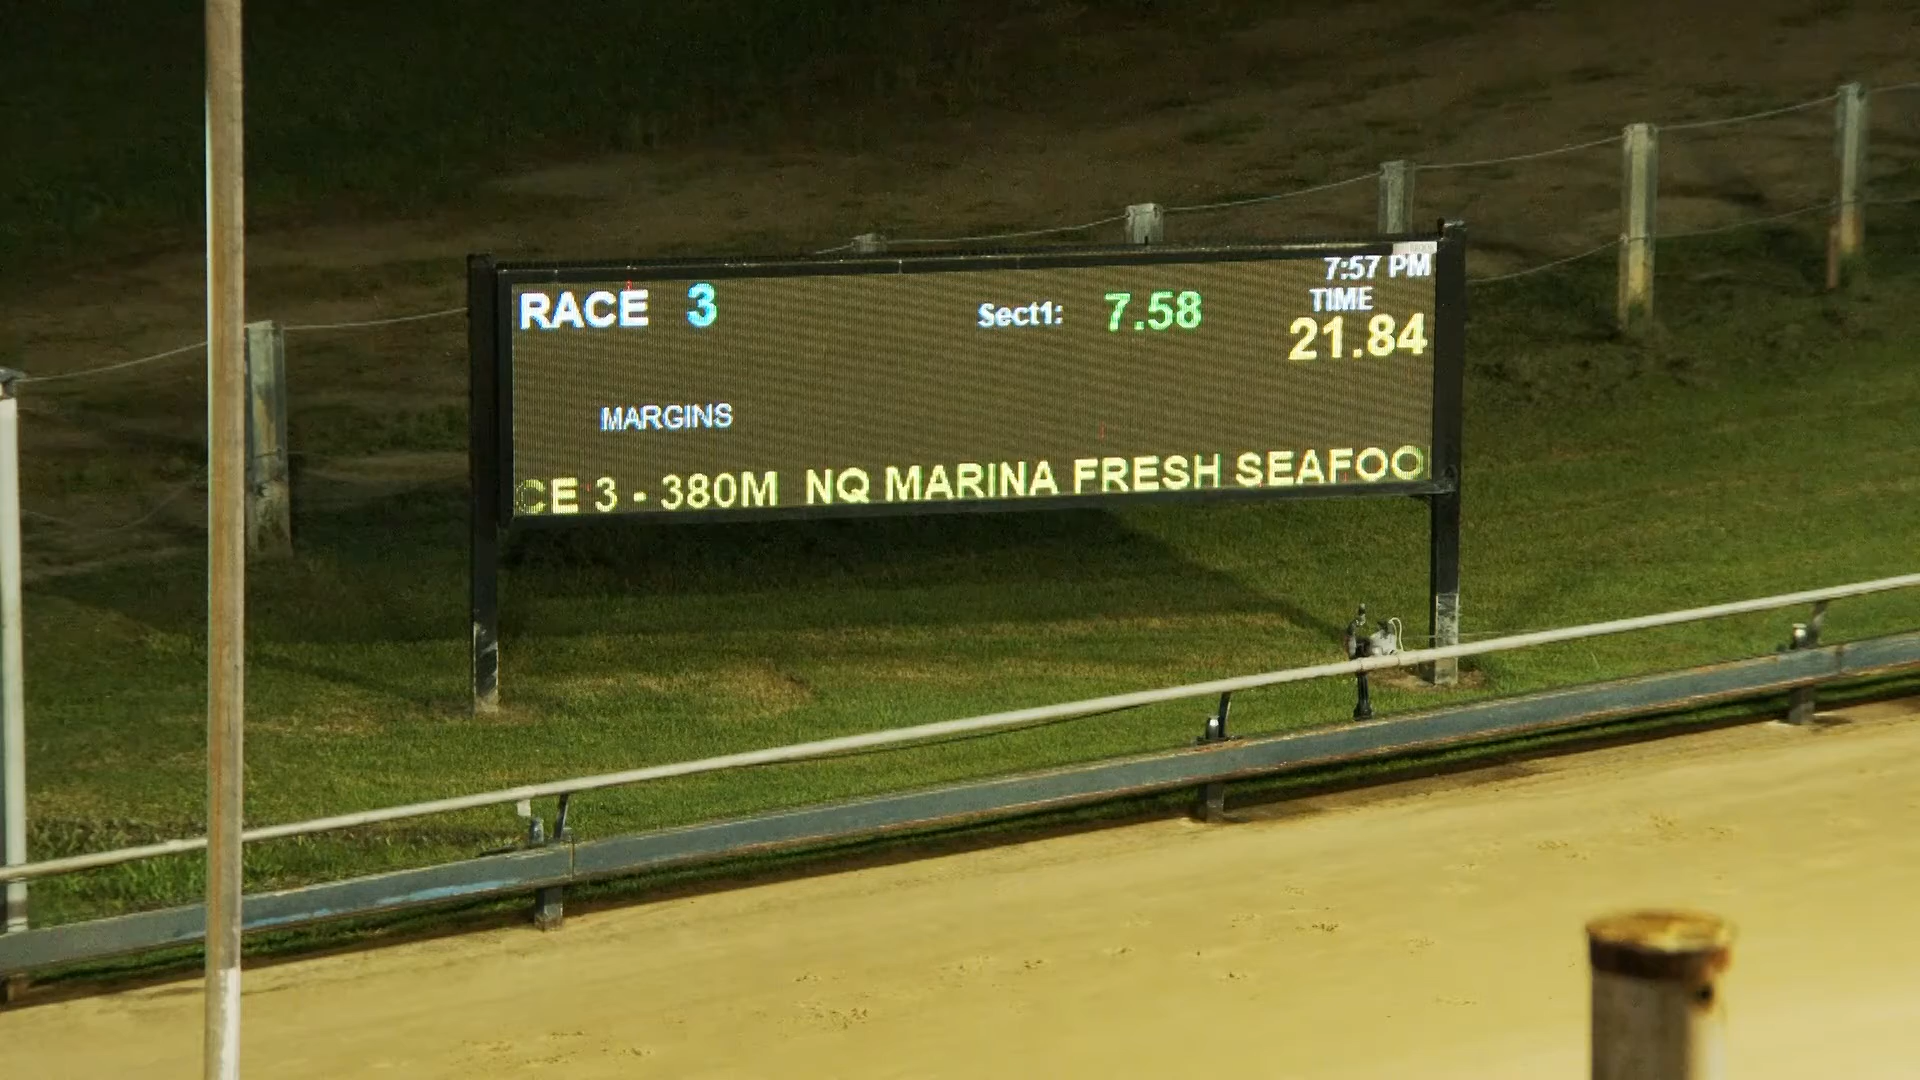 7:57 PM
RACE 3 Sect1: 7.58 TIME
21.84
MARGINS
CE 3 - 380M NQ MARINA FRESH SEAFOO